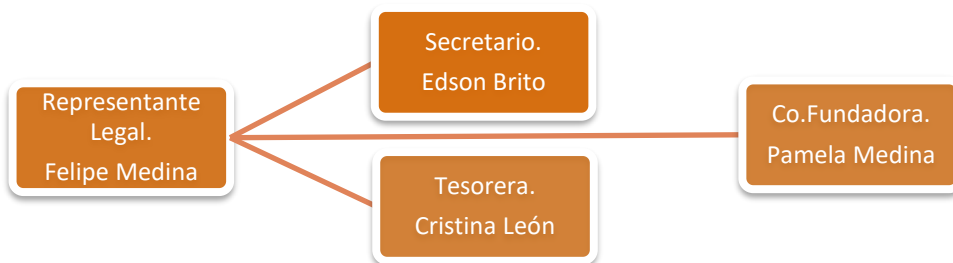 Representante
Legal.
Felipe Medina
Secretario.
Edson Brito
Tesorera.
Cristina León
Co.Fundadora.
Pamela Medina